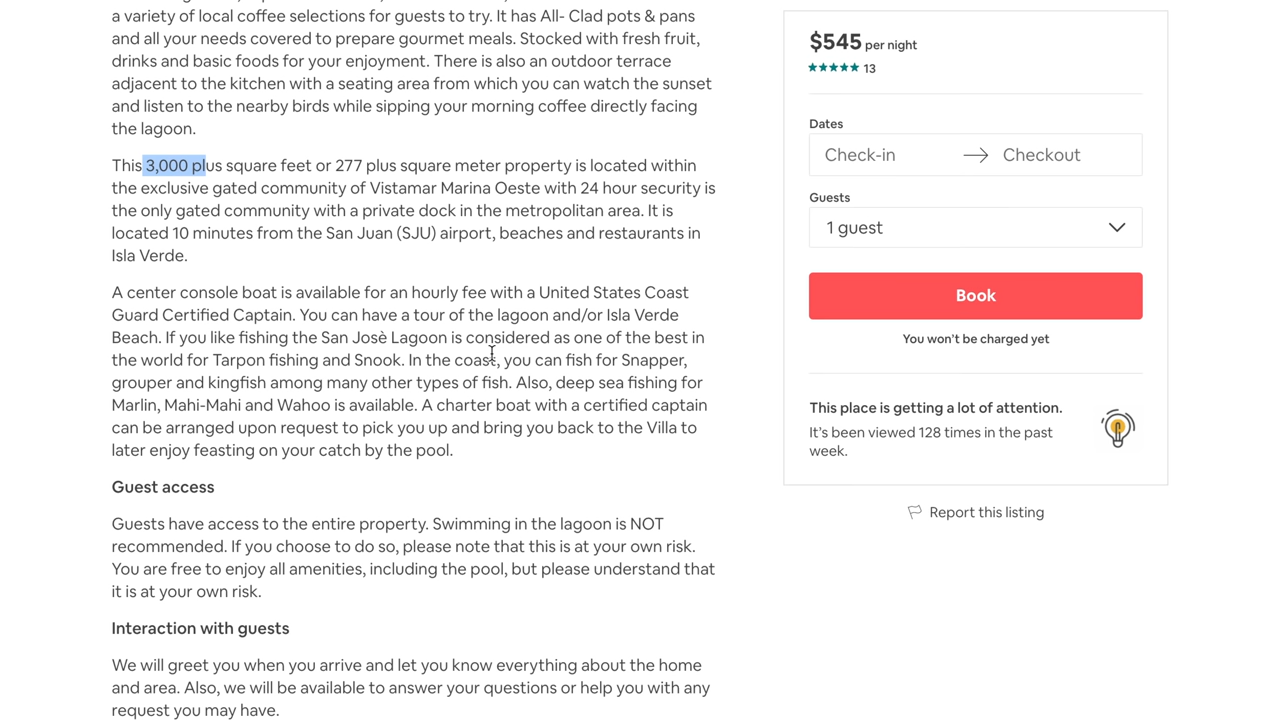 a variety of local coffee selections for guests to try. It has All- Clad pots & pans
and all your needs covered to prepare gourmet meals. Stocked with fresh fruit,
drinks and basic foods for your enjoyment. There is also an outdoor terrace
adjacent to the kitchen with a seating area from which you can watch the sunset
and listen to the nearby birds while sipping your morning coffee directly facing
the lagoon.
This 3,000 plus square feet or 277 plus square meter property is located within
the exclusive gated community of Vistamar Marina Oeste with 24 hour security is
the only gated community with a private dock in the metropolitan area. It is
located 10 minutes from the San Juan (SJU) airport, beaches and restaurants in
Isla Verde.
A center console boat is available for an hourly fee with a United States Coast
Guard Certified Captain. You can have a tour of the lagoon and/or Isla Verde
Beach. If you like fishing the San Josè Lagoon is considered as one of the best in
the world for Tarpon fishing and Snook. In the coast, you can fish for Snapper,
grouper and kingfish among many other types of fish. Also, deep sea fishing for
Marlin, Mahi-Mahi and Wahoo is available. A charter boat with a certified captain
can be arranged upon request to pick you up and bring you back to the Villa to
later enjoy feasting on your catch by the pool.
Guest access
Guests have access to the entire property. Swimming in the lagoon is NOT
recommended. If you choose to do so, please note that this is at your own risk.
You are free to enjoy all amenities, including the pool, but please understand that
it is at your own risk.
Interaction with guests
We will greet you when you arrive and let you know everything about the home
and area. Also, we will be available to answer your questions or help you with any
request you may have.
$545 per night
13
Dates
Check-in
Checkout
Guests
1 guest
Book
You won't be charged yet
This place is getting a lot of attention.
It's been viewed 128 times in the past
week.
Report this listing